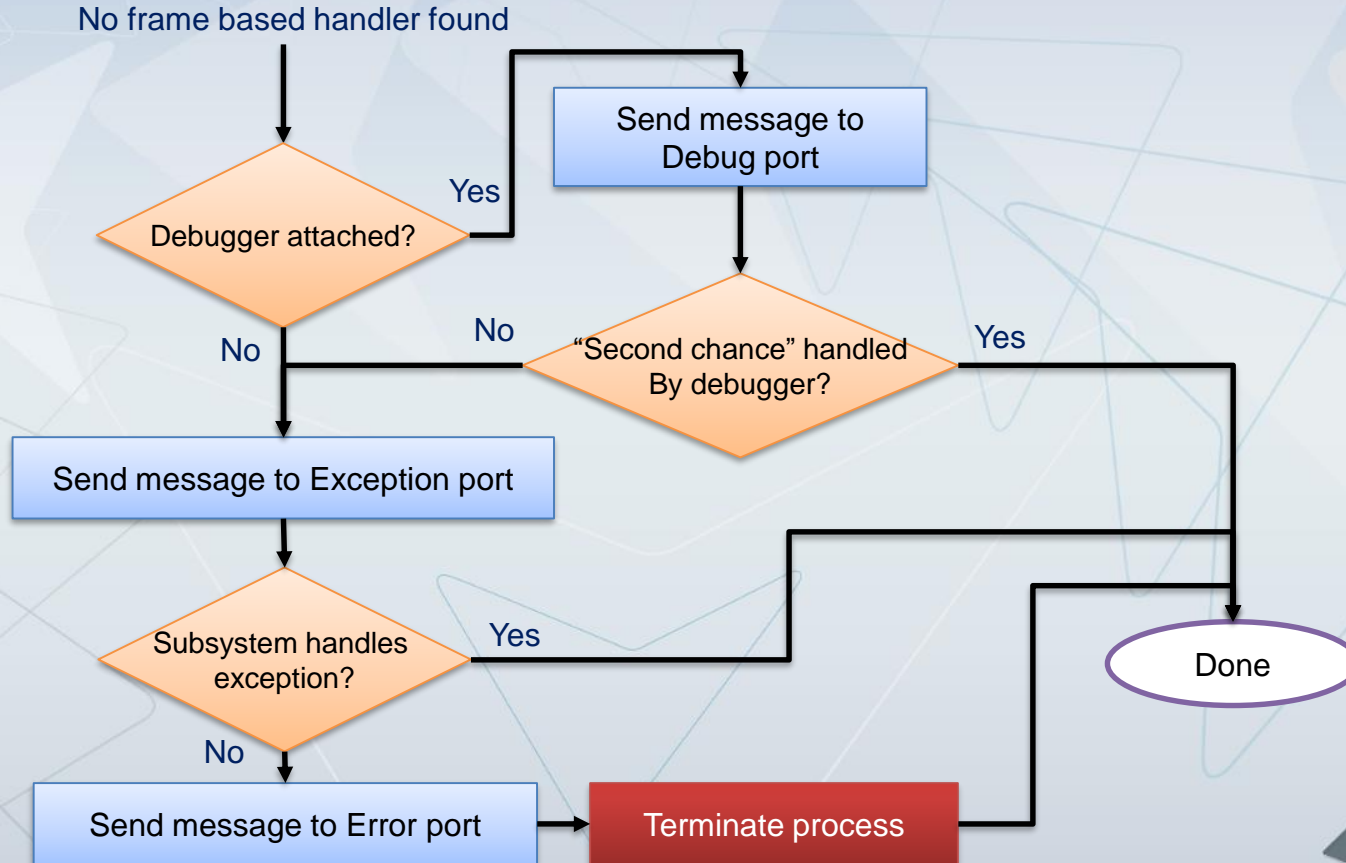 No frame based handler found
Send message to
Debug port
Yes
Debugger attached?
No
No
“Second chance” handled
By debugger?
Yes
Send message to Exception port
Subsystem handles
exception?
Yes
Done
No
Send message to Error port
Terminate process